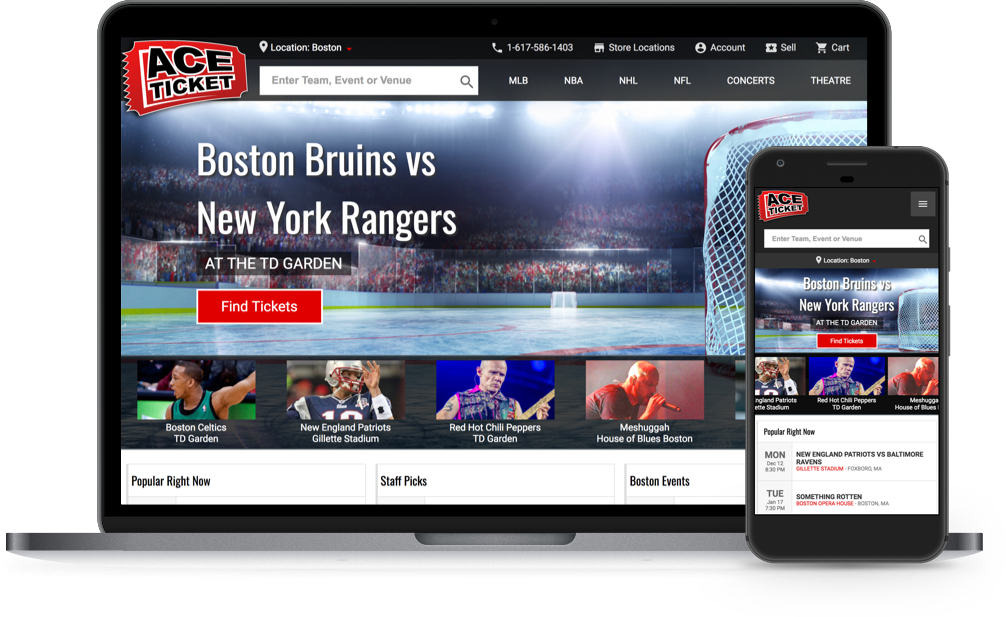 ACE
TICKET
Location: Boston
1-617-586-1403
Store Locations
Account
Sell
Cart
Enter Team, Event or Venue
MLB
NBA
NHL
NFL
CONCERTS
THEATRE
Boston Bruins vs
New York Rangers
AT THE TD GARDEN
Find Tickets
Boston Celtics
TD Garden
New England Patriots
Gillette Stadium
Red Hot Chili Peppers
TD Garden
Meshuggah
House of Blues Boston
Popular Right Now
Staff Picks
Boston Events
ACE
TICKET
Enter Team, Event or Venue
Location: Boston
Boston Bruins vs
New York Rangers
AT THE TD GARDEN
Find Tickets
ngland Patriots
ette Stadium
Red Hot Chili Peppers
TD Garden
Meshugga
House of Blues
Popular Right Now
MON
Dec 12
8:30 PM
NEW ENGLAND PATRIOTS VS BALTIMORE
RAVENS
GILLETTE STADIUM - FOXBORO, MA
TUE
Jan 17
7:30 PM
SOMETHING ROTTEN
BOSTON OPERA HOUSE - BOSTON, MA